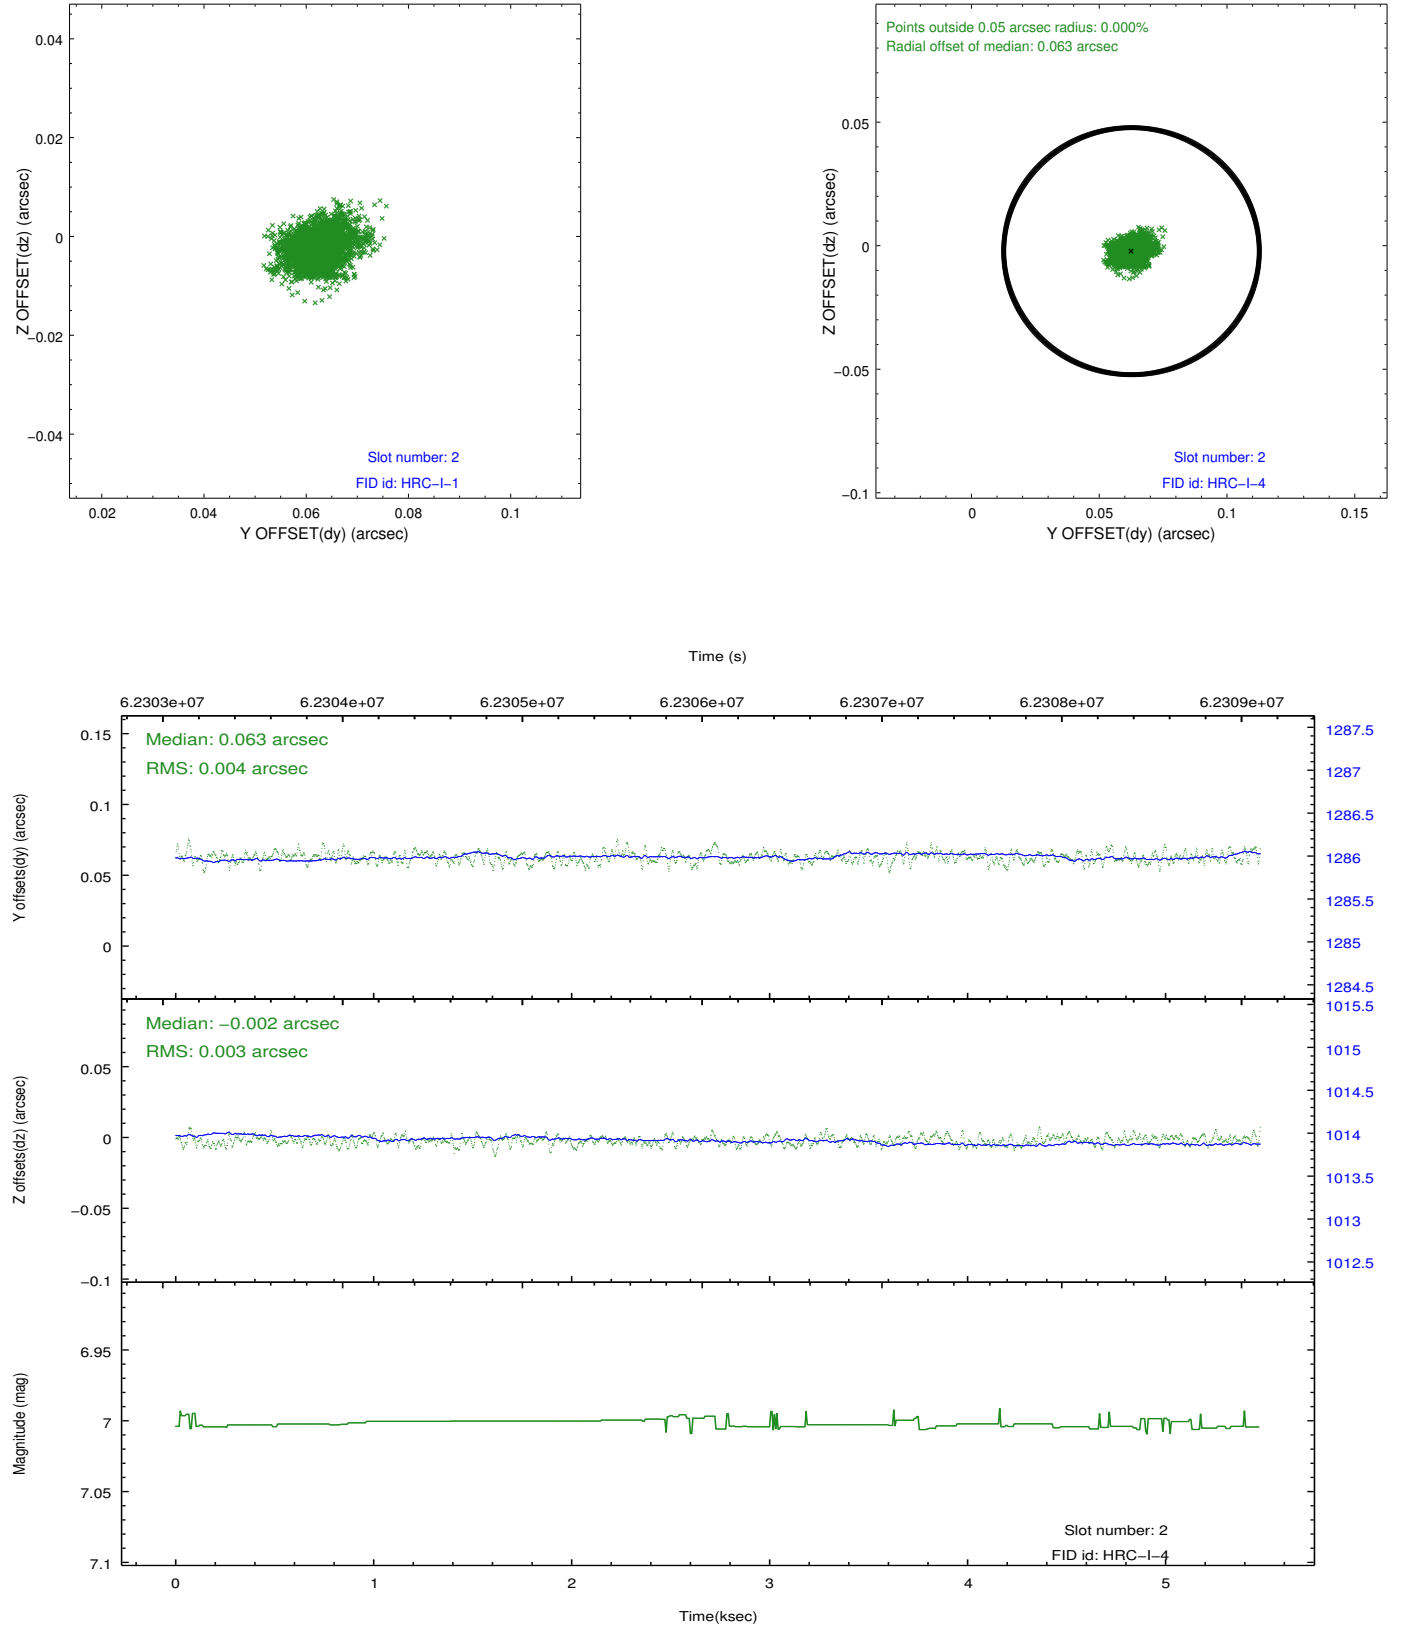 0.04
0.02
0
−0.02
−0.04
Z OFFSET(dz) (arcsec)
Slot number: 2
FID id: HRC−I−1
0.02
0.04
0.06
0.08
0.1
Y OFFSET(dy) (arcsec)
Points outside 0.05 arcsec radius: 0.000%
Radial offset of median: 0.063 arcsec
0.05
0
−0.05
−0.1
Z OFFSET(dz) (arcsec)
Slot number: 2
FID id: HRC−I−4
0
0.05
0.1
0.15
Y OFFSET(dy) (arcsec)
Time (s)
6.2303e+07
6.2304e+07
6.2305e+07
6.2306e+07
6.2307e+07
6.2308e+07
6.2309e+07
Median: 0.063 arcsec
RMS: 0.004 arcsec
0.15
0.1
0.05
0
Y offsets(dy) (arcsec)
1287.5
1287
1286.5
1286
1285.5
1285
1284.5
Median: −0.002 arcsec
RMS: 0.003 arcsec
0.05
0
−0.05
−0.1
Z offsets(dz) (arcsec)
1015.5
1015
1014.5
1014
1013.5
1013
1012.5
6.95
7
7.05
7.1
Magnitude (mag)
Slot number: 2
FID id: HRC−I−4
0
1
2
3
4
5
Time(ksec)